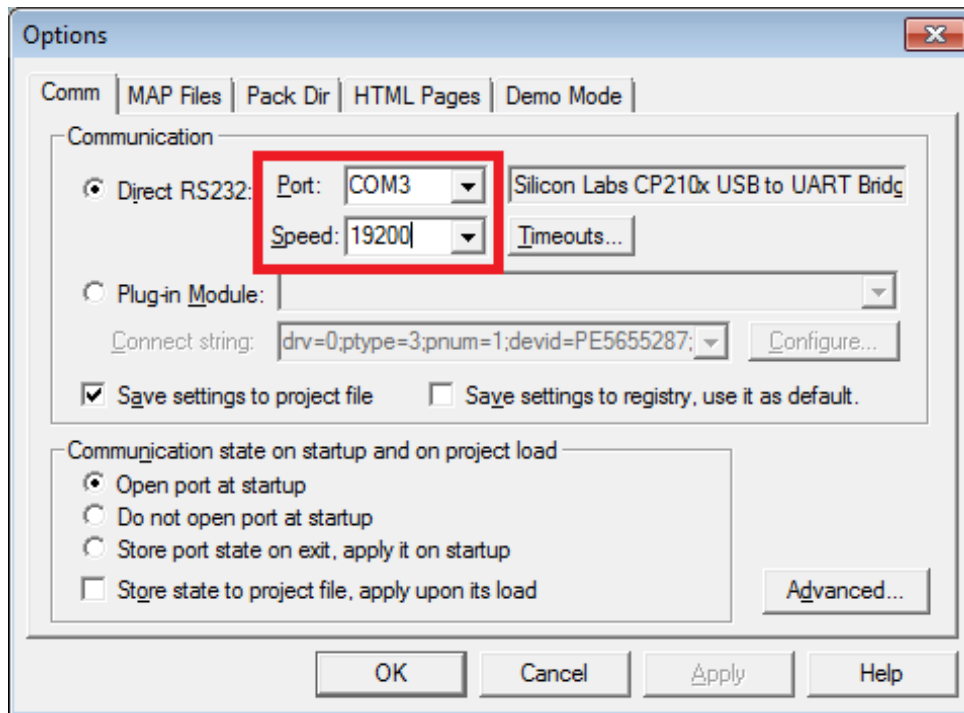 Options
Comm MAP Files Pack Dir HTML Pages Demo Mode
Communication
Direct RS232: Port: COM3 Silicon Labs CP210x USB to UART Bridg
Speed: 19200 Timeouts...
Plug-in Module:
Connect string: drv=0;ptype=3;pnum=1;devid=PE5655287; Configure...
Save settings to project file Save settings to registry, use it as default.
Communication state on startup and on project load
Open port at startup
Do not open port at startup
Store port state on exit, apply it on startup
Store state to project file, apply upon its load Advanced...
OK Cancel Apply Help